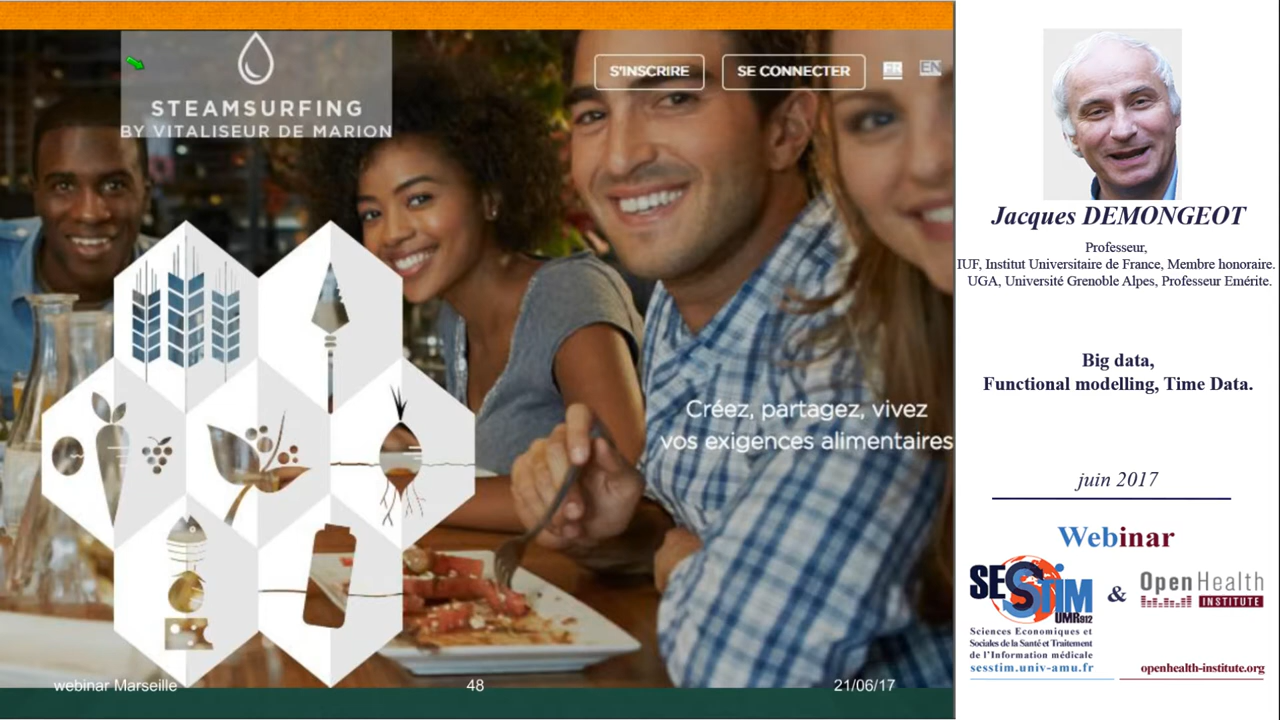 STEAMSURFING
BY VITALISEUR DE MARION
S'INSCRIRE
SE CONNECTER
FR
EN
Créez, partagez, vivez
vos exigences alimentaires
webinar Marseille
48
21/06/17
Jacques DEMONGEOT
Professeur,
IUF, Institut Universitaire de France, Membre honoraire.
UGA, Université Grenoble Alpes, Professeur Emérite.
Big data,
Functional modelling, Time Data.
juin 2017
Webinar
SESStiM
UMR912
Sciences Economiques et
Sociales de la Santé et Traitement
de l'Information médicale
sesstim.univ-amu.fr
&
OpenHealth
INSTITUTE
openhealth-institute.org